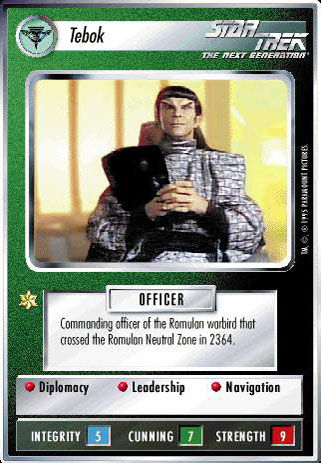 Tebok
STAR TREK
THE NEXT GENERATION®
TM, ©, ® 1995 PARAMOUNT PICTURES.
OFFICER
Commanding officer of the Romulan warbird that
crossed the Romulan Neutral Zone in 2364.
Diplomacy Leadership Navigation
INTEGRITY 5 CUNNING 7 STRENGTH 9